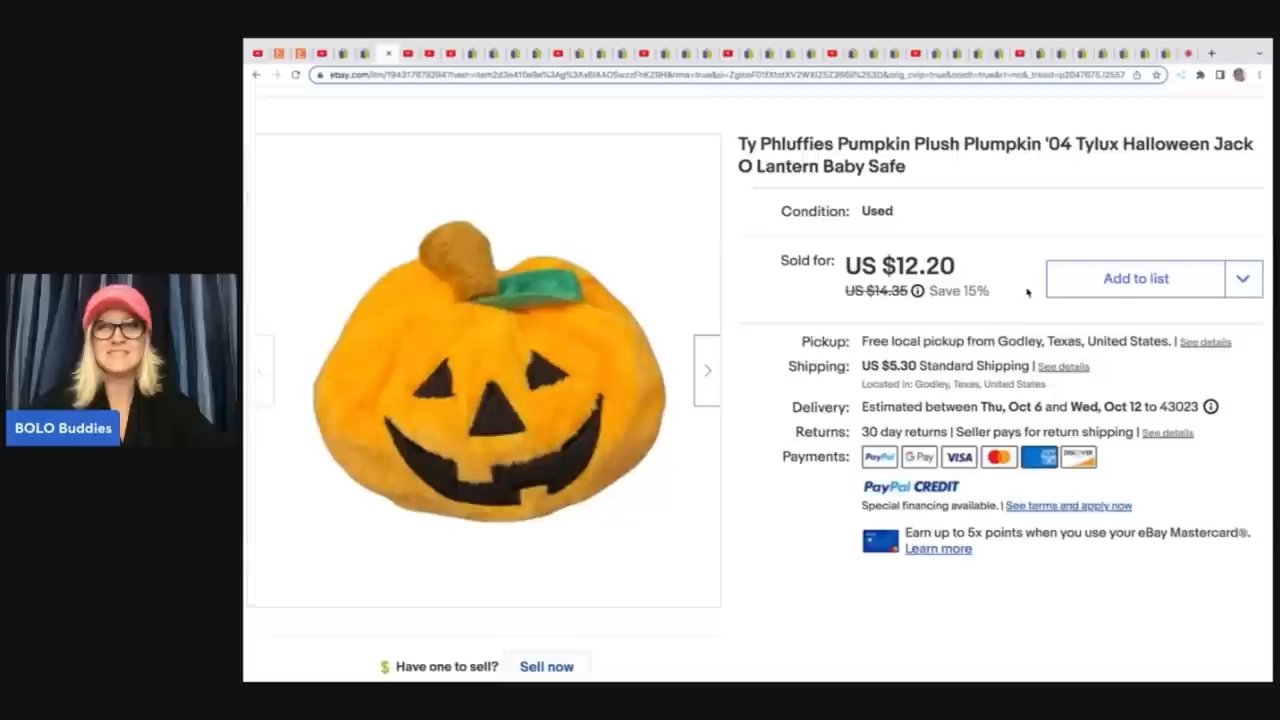 Ty Phluffies Pumpkin Plush Plumpkin '04 Tylux Halloween Jack
O Lantern Baby Safe
Condition: Used
Sold for: US $12.20
US $14.35 Save 15%
Add to list
Pickup: Free local pickup from Godley, Texas, United States. | See details
Shipping: US $5.30 Standard Shipping | See details
Located in: Godley, Texas, United States
Delivery: Estimated between Thu, Oct 6 and Wed, Oct 12 to 43023
Returns: 30 day returns | Seller pays for return shipping | See details
Payments: PayPal G Pay VISA DISCOVER
PayPal CREDIT
Special financing available. | See terms and apply now
Earn up to 5x points when you use your eBay Mastercard®.
Learn more
BOLO Buddies
Have one to sell? Sell now